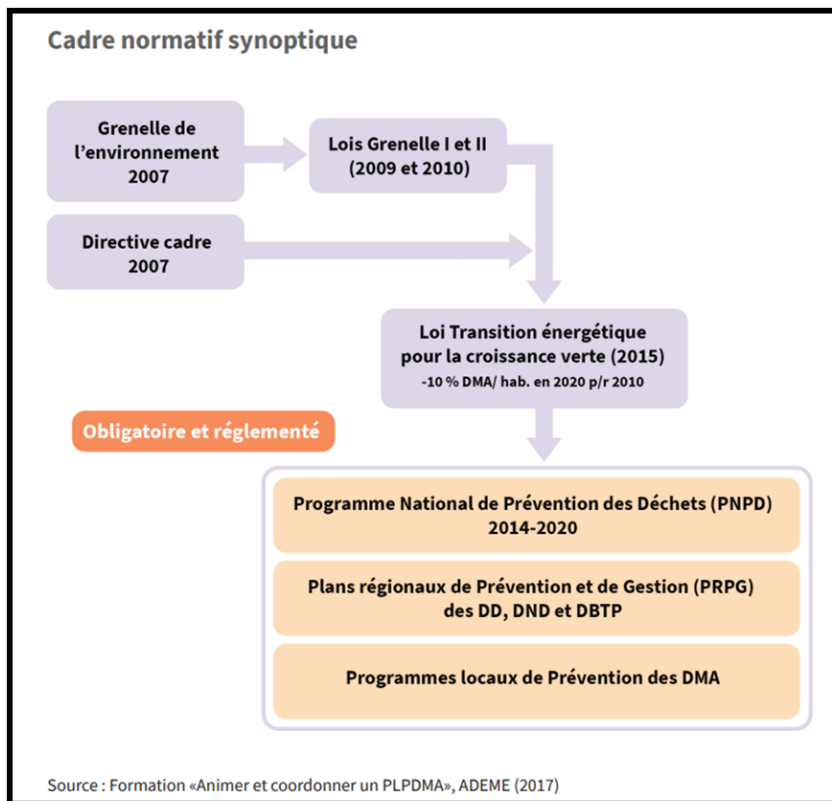 Cadre normatif synoptique
Grenelle de
l’environnement
2007
Lois Grenelle I et II
(2009 et 2010)
Directive cadre
2007
Loi Transition énergétique
pour la croissance verte (2015)
-10 % DMA/ hab. en 2020 p/r 2010
Obligatoire et réglementé
Programme National de Prévention des Déchets (PNPD)
2014-2020
Plans régionaux de Prévention et de Gestion (PRPG)
des DD, DND et DBTP
Programmes locaux de Prévention des DMA
Source : Formation «Animer et coordonner un PLPDMA», ADEME (2017)